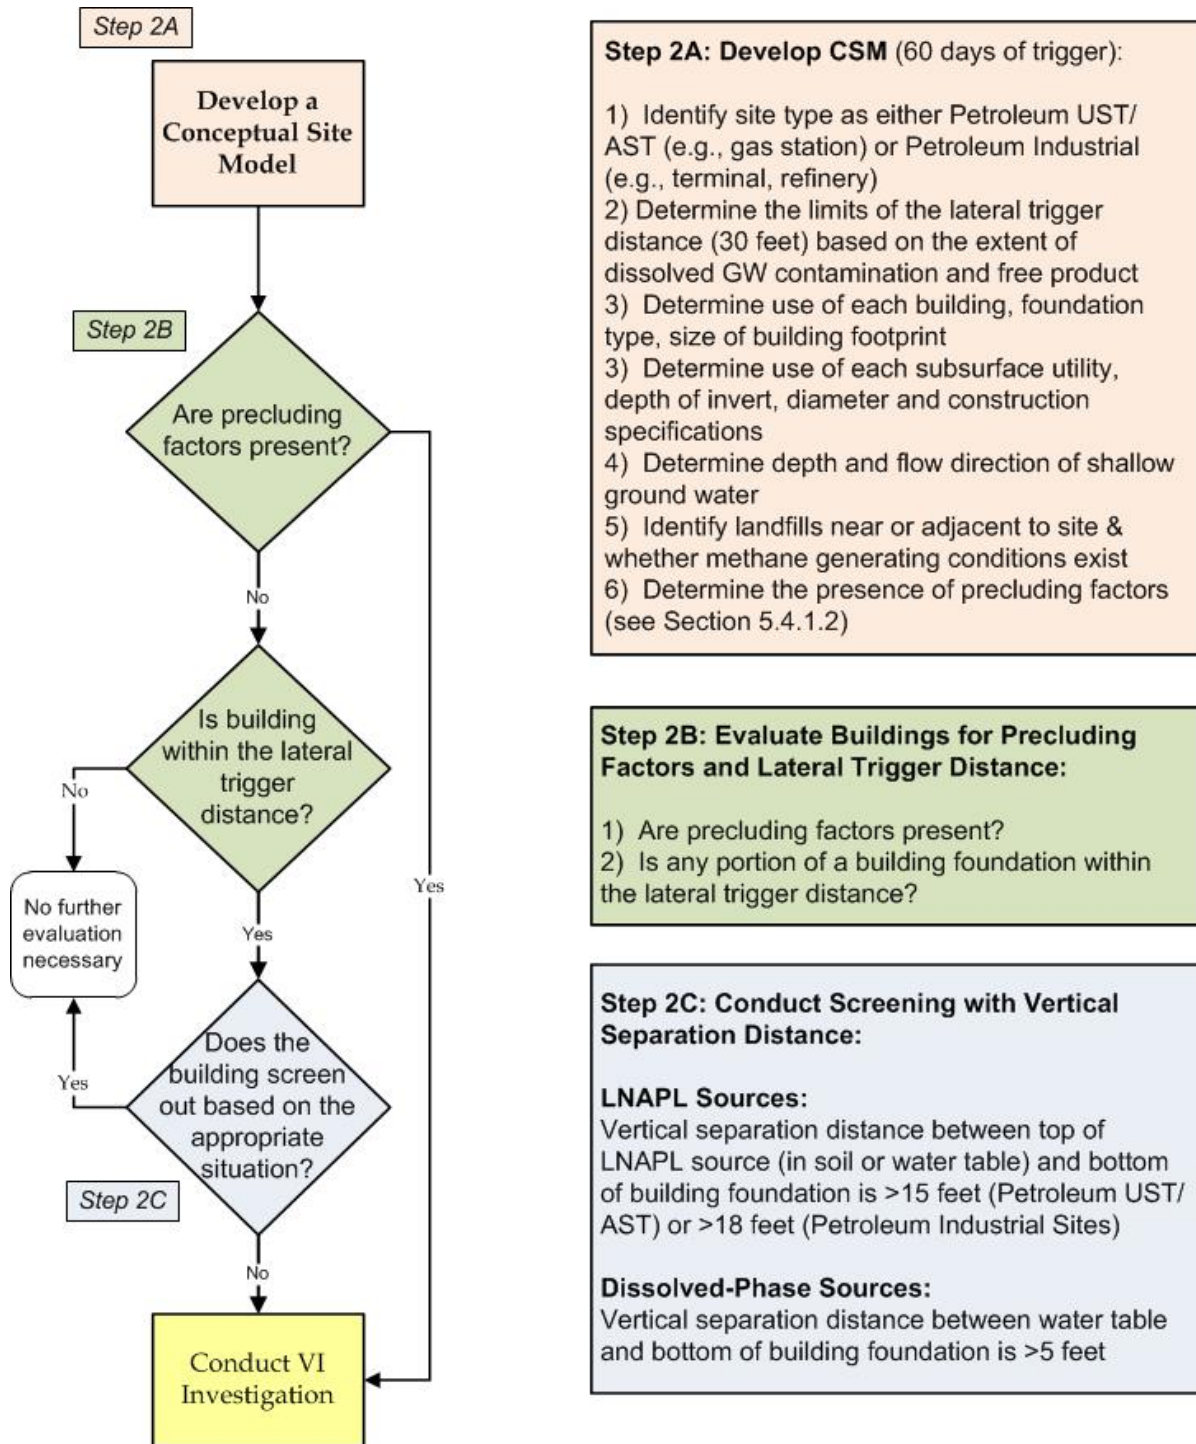 Step 2A
Develop a
Conceptual Site
Model
Step 2B
Are precluding
factors present?
No
Is building
within the lateral
trigger
distance?
No
Yes
No further
evaluation
necessary
Yes
Does the
building screen
out based on the
appropriate
situation?
Yes
Step 2C
No
Conduct VI
Investigation
Step 2A: Develop CSM (60 days of trigger):
1) Identify site type as either Petroleum UST/
AST (e.g., gas station) or Petroleum Industrial
(e.g., terminal, refinery)
2) Determine the limits of the lateral trigger
distance (30 feet) based on the extent of
dissolved GW contamination and free product
3) Determine use of each building, foundation
type, size of building footprint
3) Determine use of each subsurface utility,
depth of invert, diameter and construction
specifications
4) Determine depth and flow direction of shallow
ground water
5) Identify landfills near or adjacent to site &
whether methane generating conditions exist
6) Determine the presence of precluding factors
(see Section 5.4.1.2)
Step 2B: Evaluate Buildings for Precluding
Factors and Lateral Trigger Distance:
1) Are precluding factors present?
2) Is any portion of a building foundation within
the lateral trigger distance?
Step 2C: Conduct Screening with Vertical
Separation Distance:
LNAPL Sources:
Vertical separation distance between top of
LNAPL source (in soil or water table) and bottom
of building foundation is >15 feet (Petroleum UST/
AST) or >18 feet (Petroleum Industrial Sites)
Dissolved-Phase Sources:
Vertical separation distance between water table
and bottom of building foundation is >5 feet